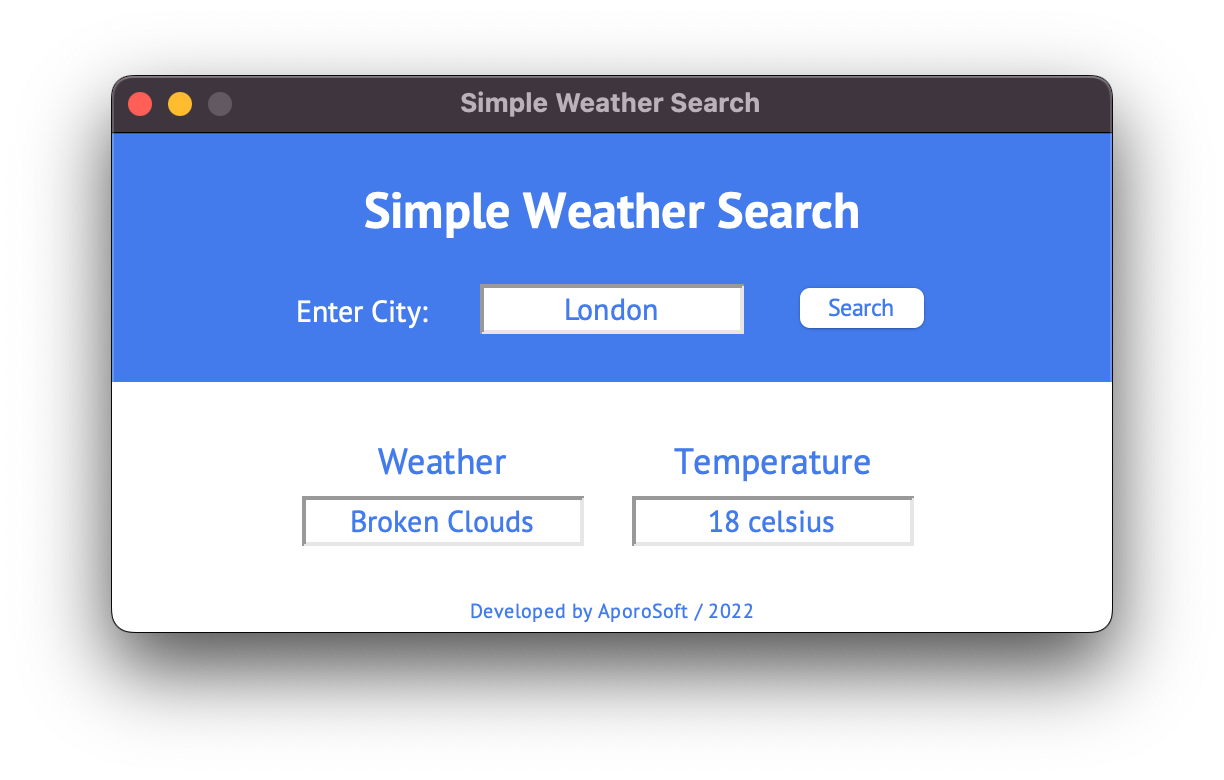 Simple Weather Search
Simple Weather Search
Enter City: London Search
Weather Temperature
Broken Clouds 18 celsius
Developed by AporoSoft / 2022